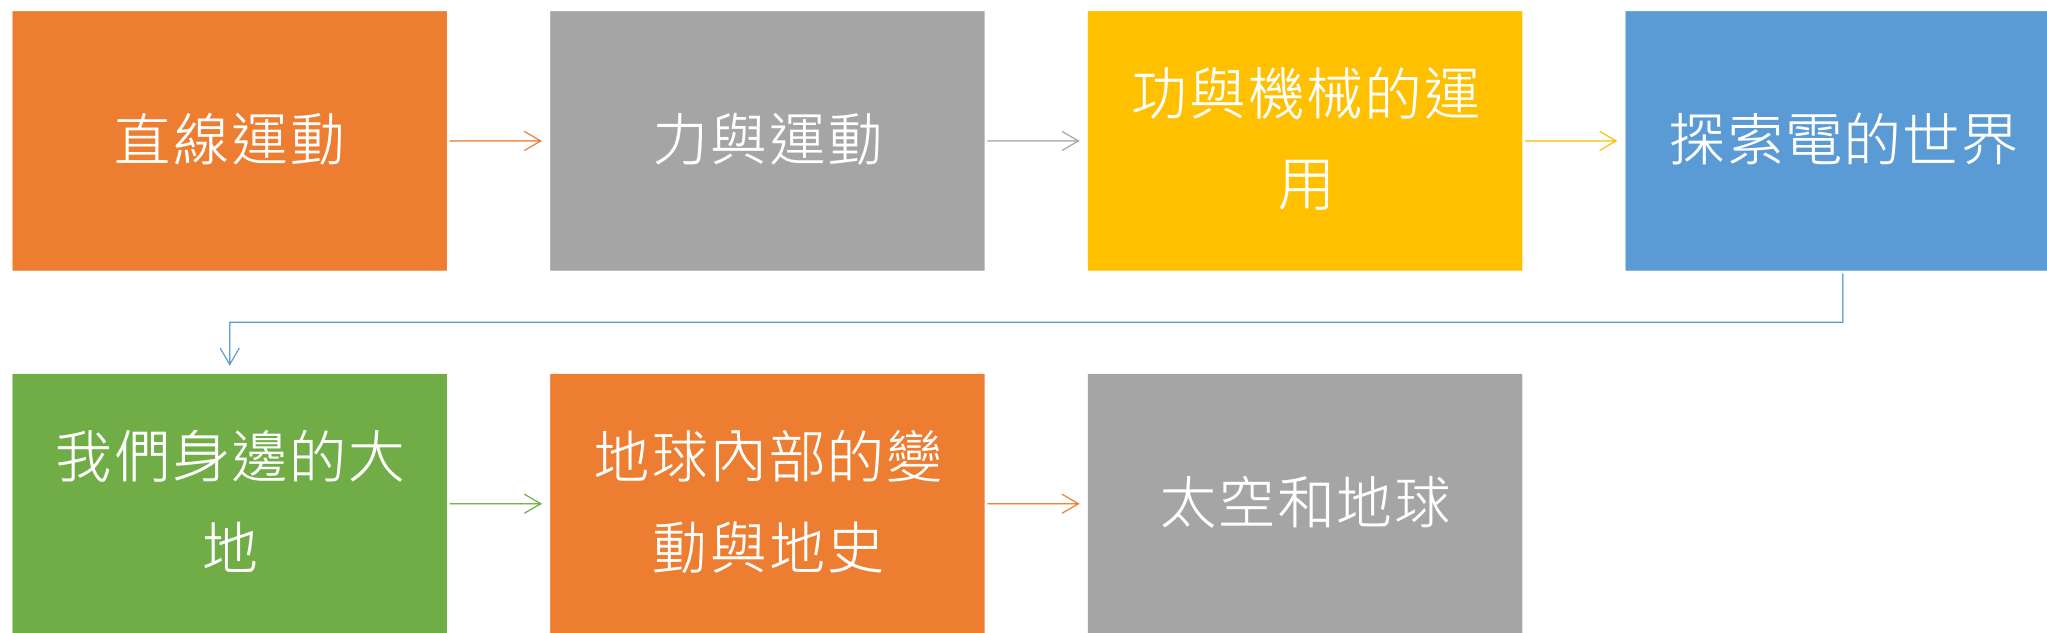 直線運動
力與運動
功與機械的運
用
探索電的世界
我們身邊的大
地
地球內部的變
動與地史
太空和地球